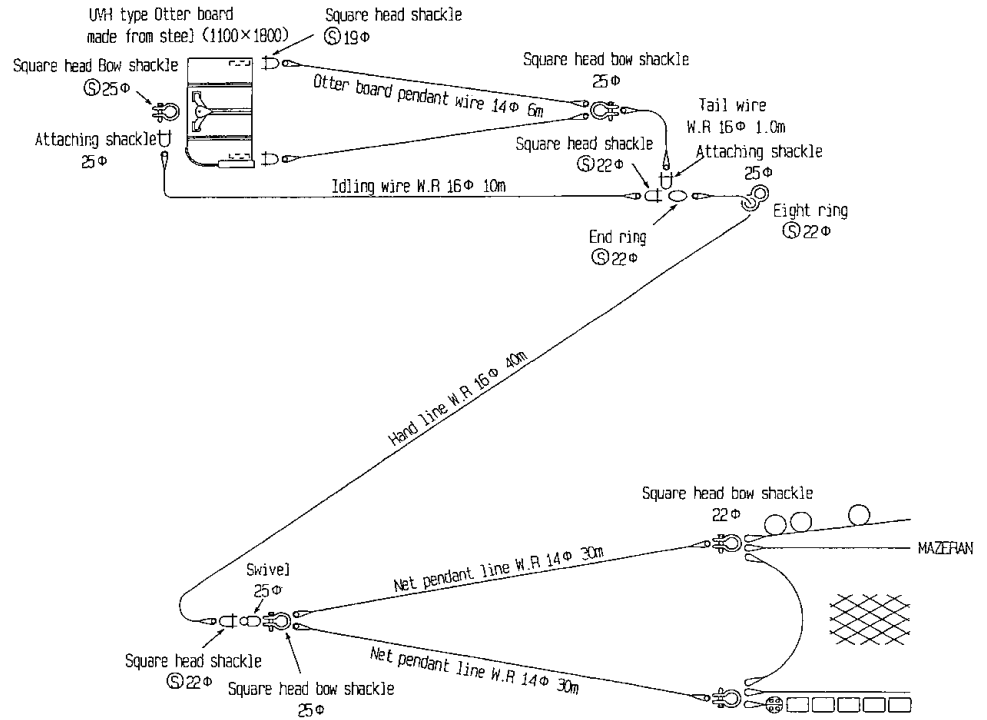 UVH type Otter board
made from steel (1100×1800)
Square head shackle
Ⓢ19Φ
Square head Bow shackle
Ⓢ25Φ
Attaching shackle
25Φ
Otter board pendant wire 14Φ 6m
Square head bow shackle
25Φ
Tail wire
W.R 16Φ 1.0m
Square head shackle
Ⓢ22Φ
Attaching shackle
25Φ
Idling wire W.R 16Φ 10m
Eight ring
Ⓢ22Φ
End ring
Ⓢ22Φ
Hand line W.R 16Φ 40m
Square head bow shackle
22Φ
MAZERAN
Swivel
25Φ
Net pendant line W.R 14Φ 30m
Net pendant line W.R 14Φ 30m
Square head shackle
Ⓢ22Φ
Square head bow shackle
25Φ